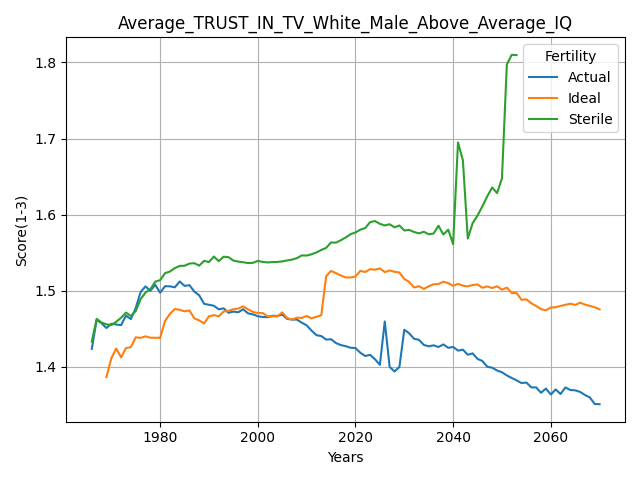 Average_TRUST_IN_TV_White_Male_Above_Average_IQ
Fertility
Actual
Ideal
Sterile
Score(1-3)
1.8
1.7
1.6
1.5
1.4
1980
2000
2020
2040
2060
Years